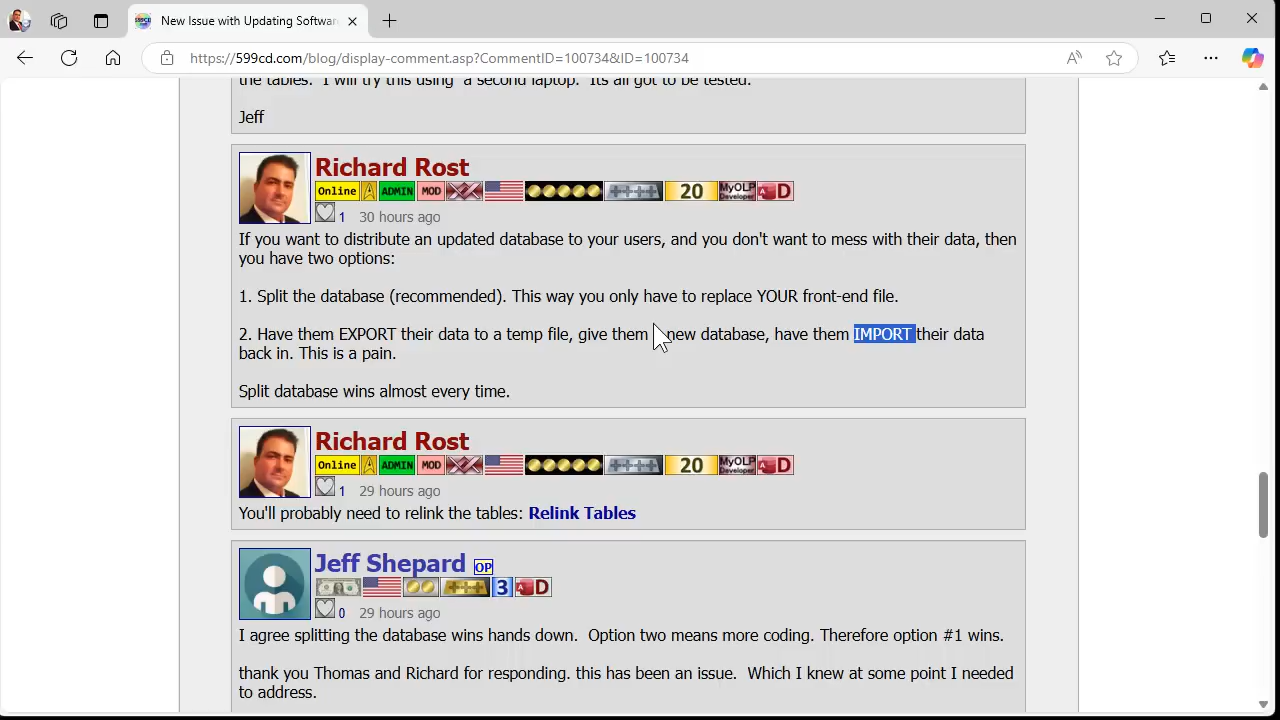 New Issue with Updating Softwar
https://599cd.com/blog/display-comment.asp?CommentID=100734&ID=100734
the tables. I will try this using a second laptop. Its all got to be tested.
Jeff
Richard Rost
Online A ADMIN MOD 20 MyOLP Developer A D
1 30 hours ago
If you want to distribute an updated database to your users, and you don't want to mess with their data, then
you have two options:
1. Split the database (recommended). This way you only have to replace YOUR front-end file.
2. Have them EXPORT their data to a temp file, give them new database, have them IMPORT their data
back in. This is a pain.
Split database wins almost every time.
Richard Rost
Online A ADMIN MOD 20 MyOLP Developer A D
1 29 hours ago
You'll probably need to relink the tables: Relink Tables
Jeff Shepard OP
3 A D
0 29 hours ago
I agree splitting the database wins hands down. Option two means more coding. Therefore option #1 wins.
thank you Thomas and Richard for responding. this has been an issue. Which I knew at some point I needed
to address.